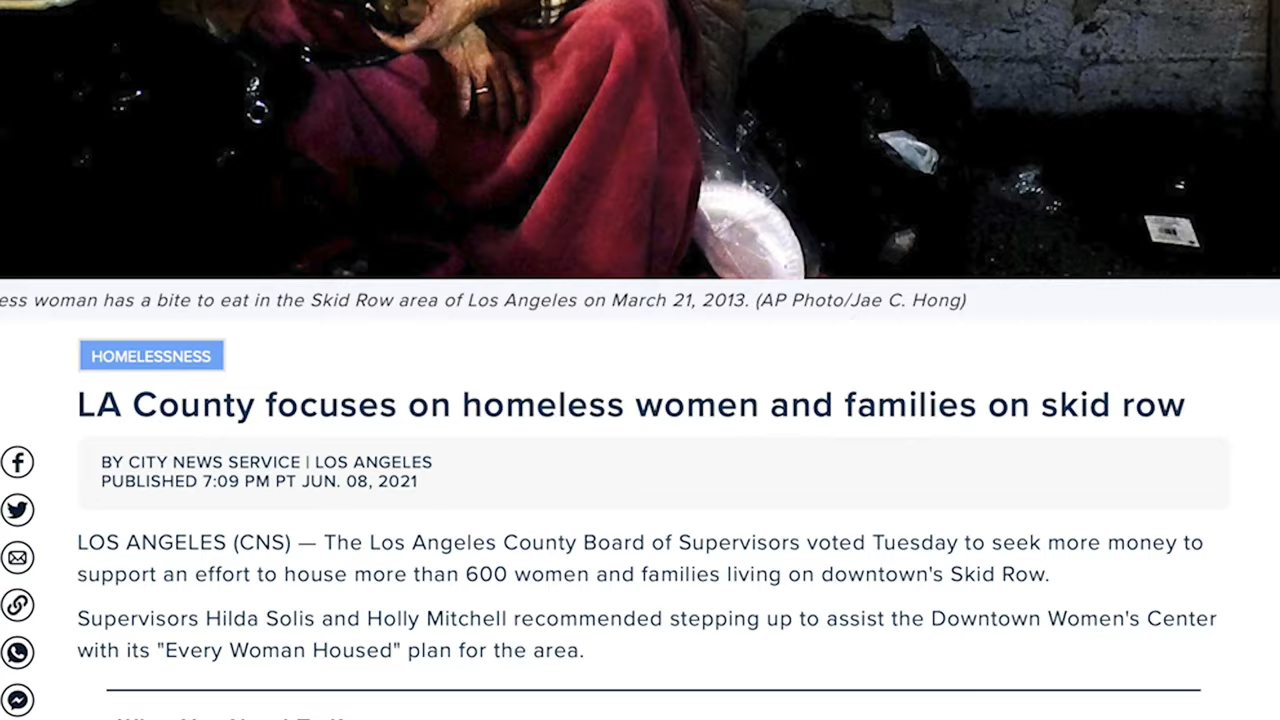 ess woman has a bite to eat in the Skid Row area of Los Angeles on March 21, 2013. (AP Photo/Jae C. Hong)
HOMELESSNESS
LA County focuses on homeless women and families on skid row
BY CITY NEWS SERVICE | LOS ANGELES
PUBLISHED 7:09 PM PT JUN. 08, 2021
LOS ANGELES (CNS) — The Los Angeles County Board of Supervisors voted Tuesday to seek more money to
support an effort to house more than 600 women and families living on downtown's Skid Row.
Supervisors Hilda Solis and Holly Mitchell recommended stepping up to assist the Downtown Women's Center
with its "Every Woman Housed" plan for the area.